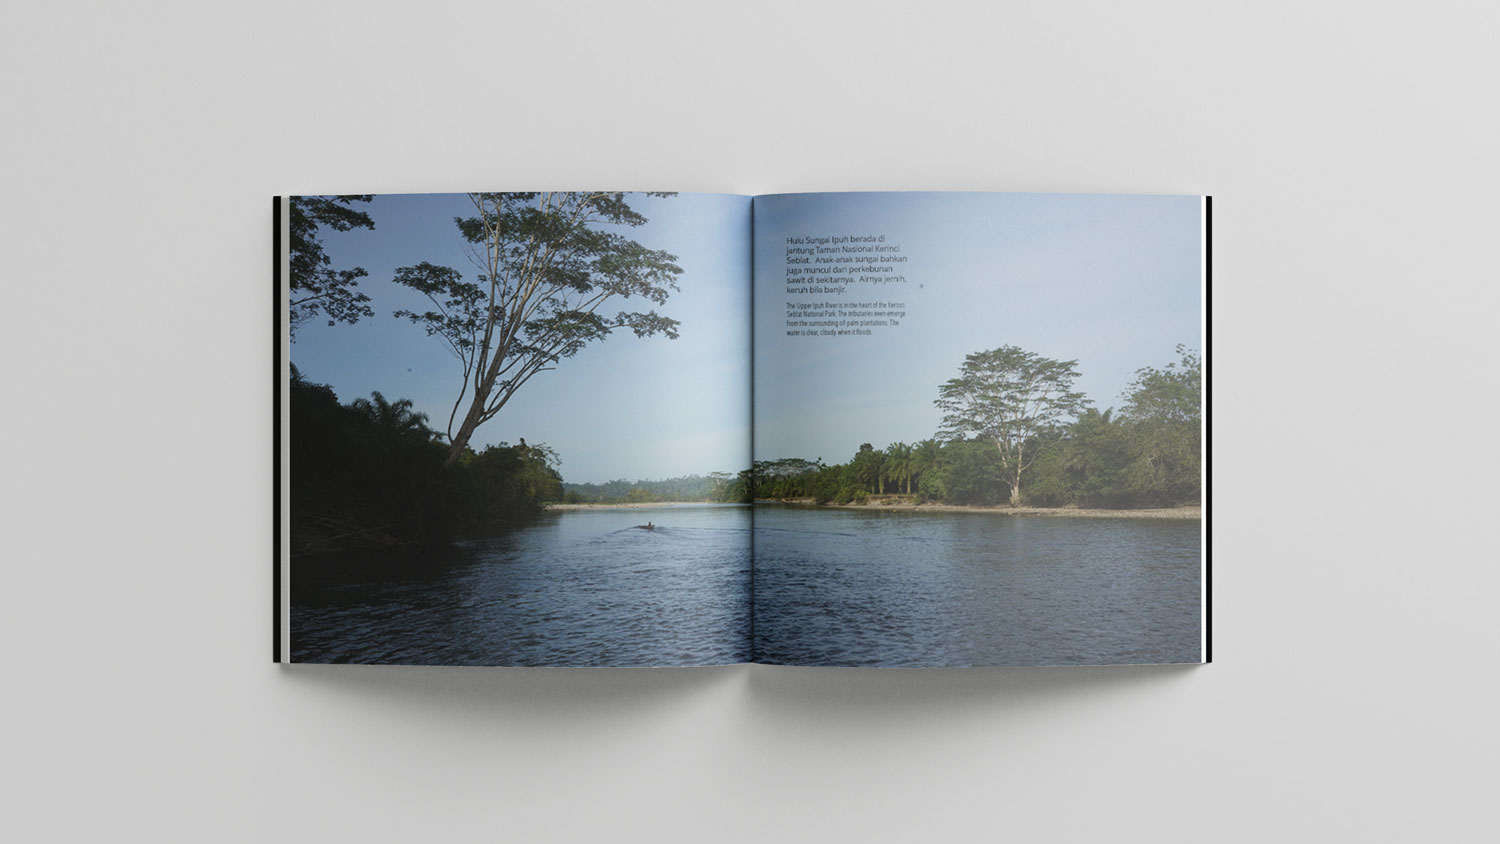 Hulu Sungai Ipuh berada di
jantung Taman Nasional Kerinci
Seblat. Anak-anak sungai bahkan
juga muncul dari perkebunan
sawit di sekitarnya. Airnya jernih,
keruh bila banjir.
The Upper Ipuh River is in the heart of the Kerinci
Seblat National Park. The tributaries even emerge
from the surrounding oil palm plantations. The
water is clear, cloudy when it floods.